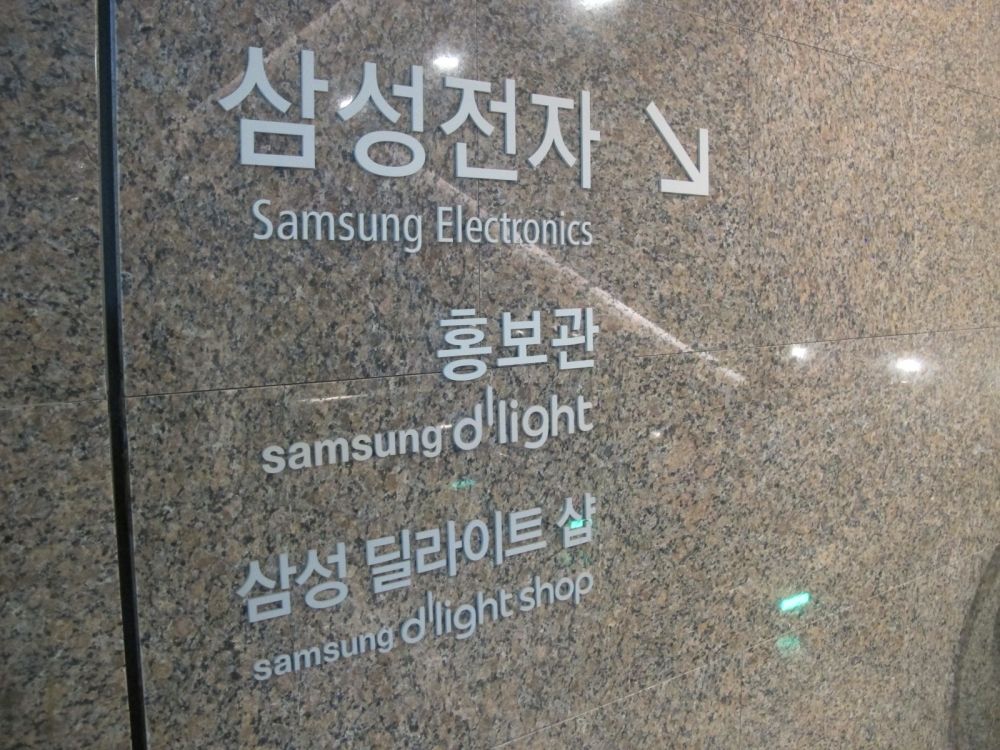 삼성전자 ↘
Samsung Electronics
홍보관
samsung d'light
삼성 딜라이트 샵
samsung d'light shop